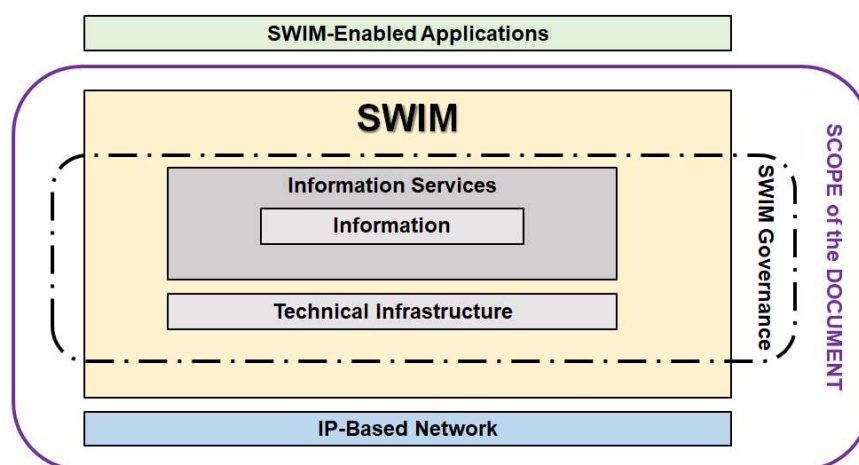 SWIM-Enabled Applications
SWIM
Information Services
Information
Technical Infrastructure
SWIM Governance
SCOPE of the DOCUMENT
IP-Based Network